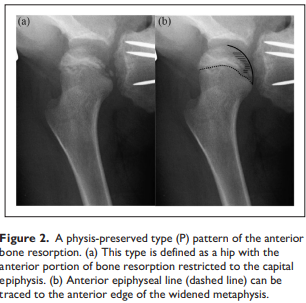 (a)
(b)
Figure 2. A physis-preserved type (P) pattern of the anterior
bone resorption. (a) This type is defined as a hip with the
anterior portion of bone resorption restricted to the capital
epiphysis. (b) Anterior epiphyseal line (dashed line) can be
traced to the anterior edge of the widened metaphysis.